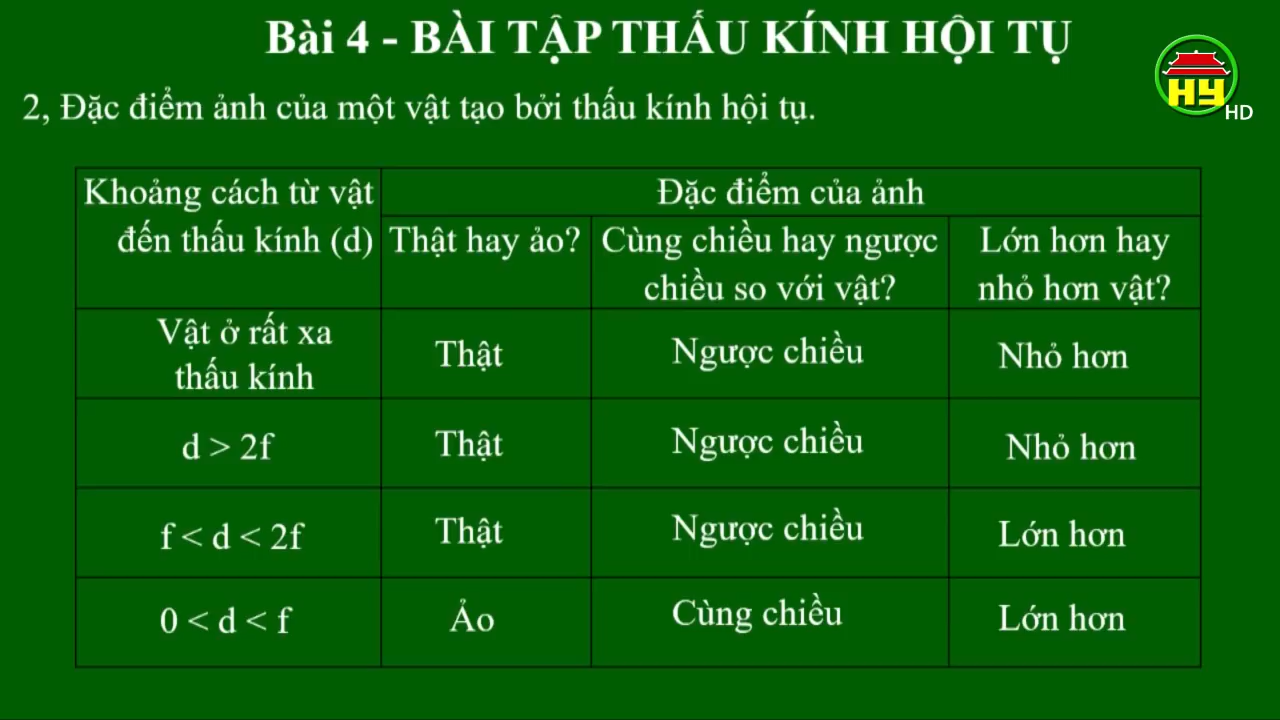 Bài 4 - BÀI TẬP THẤU KÍNH HỘI TỤ
HY
HD
2, Đặc điểm ảnh của một vật tạo bởi thấu kính hội tụ.
Khoảng cách từ vật
đến thấu kính (d)
Đặc điểm của ảnh
Thật hay ảo?
Cùng chiều hay ngược
chiều so với vật?
Lớn hơn hay
nhỏ hơn vật?
Vật ở rất xa
thấu kính
Thật
Ngược chiều
Nhỏ hơn
d > 2f
Thật
Ngược chiều
Nhỏ hơn
f < d < 2f
Thật
Ngược chiều
Lớn hơn
0 < d < f
Ảo
Cùng chiều
Lớn hơn